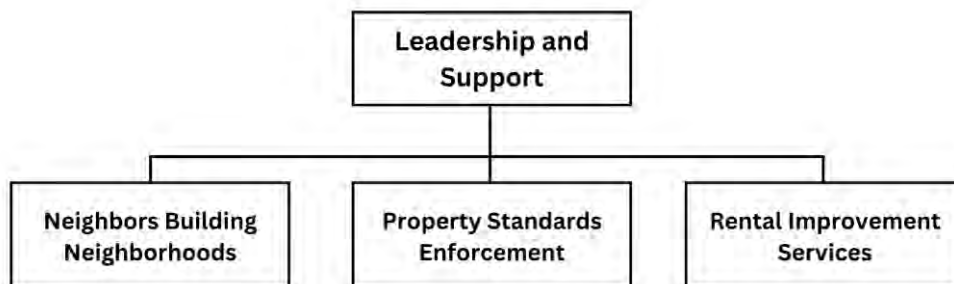 Leadership and
Support
Neighbors Building
Neighborhoods
Property Standards
Enforcement
Rental Improvement
Services